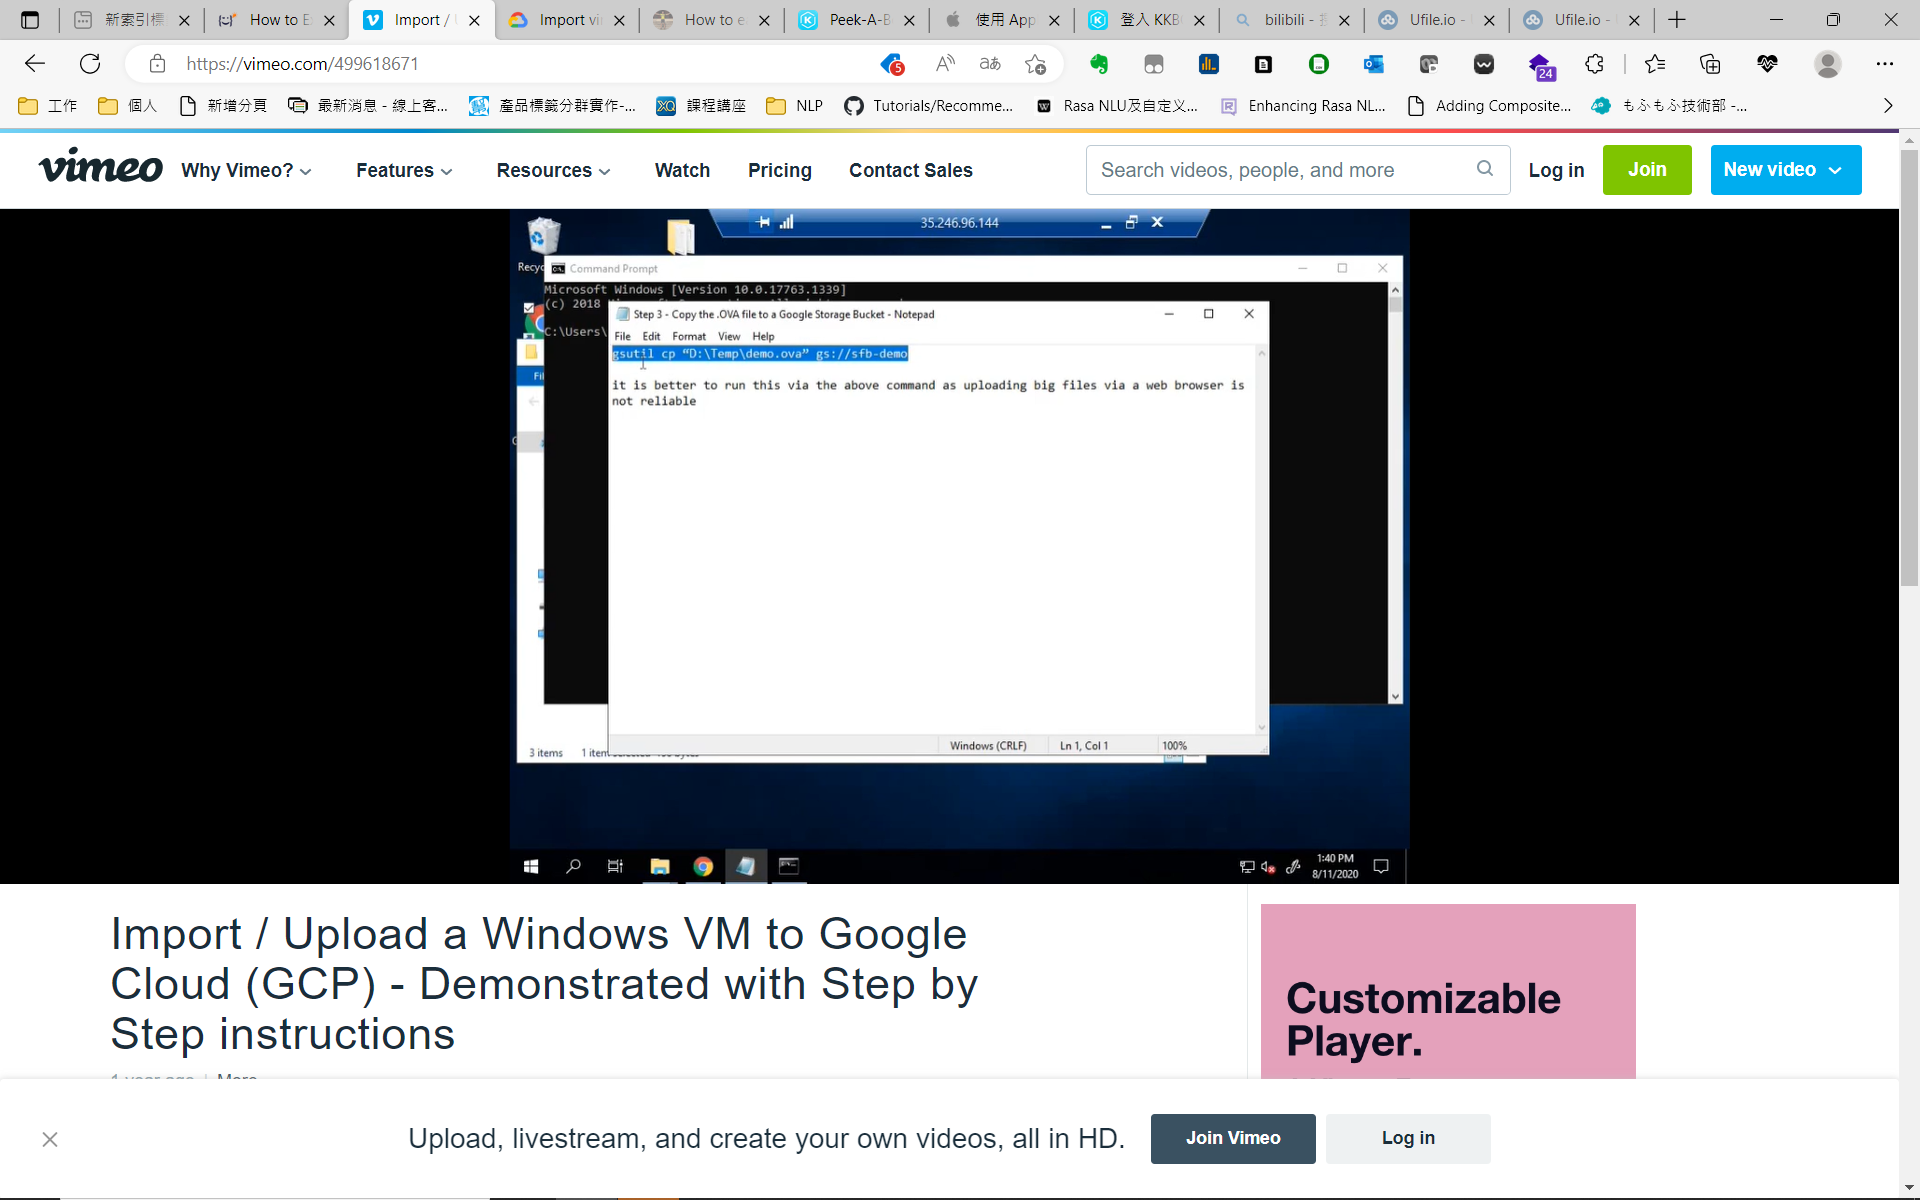 新索引標
How to E
Import / U
Import vi
How to e
Peek-A-B
使用 App
登入 KKB
bilibili -
Ufile.io -
Ufile.io -
https://vimeo.com/499618671
5
24
工作
個人
新增分頁
最新消息 - 線上客...
產品標籤分群實作-...
課程講座
NLP
Tutorials/Recomme...
Rasa NLU及自定义...
Enhancing Rasa NL...
Adding Composite...
もふもふ技術部 -...
vimeo
Why Vimeo?
Features
Resources
Watch
Pricing
Contact Sales
Search videos, people, and more
Log in
Join
New video
35.246.96.144
Recyc
Command Prompt
Microsoft Windows [Version 10.0.17763.1339]
(c) 2018
C:\Users\
Step 3 - Copy the .OVA file to a Google Storage Bucket - Notepad
File Edit Format View Help
gsutil cp “D:\Temp\demo.ova” gs://sfb-demo
it is better to run this via the above command as uploading big files via a web browser is
not reliable
Windows (CRLF)
Ln 1, Col 1
100%
3 items
1:40 PM
8/11/2020
Import / Upload a Windows VM to Google
Cloud (GCP) - Demonstrated with Step by
Step instructions
1 year ago | More
Customizable
Player.
Upload, livestream, and create your own videos, all in HD.
Join Vimeo
Log in